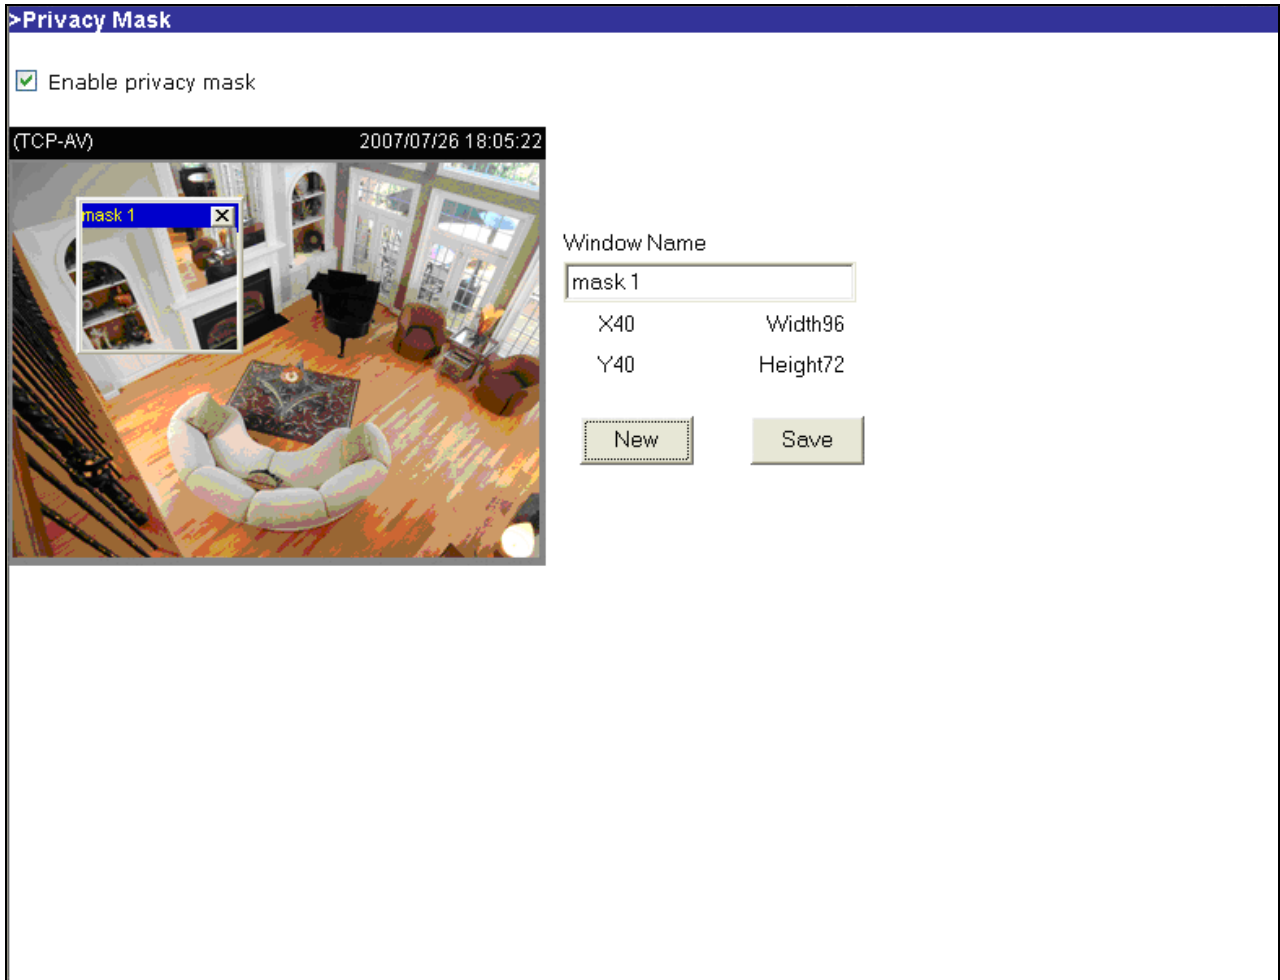 >Privacy Mask
Enable privacy mask
(TCP-AV) 2007/07/26 18:05:22
mask 1
Window Name
mask 1
X40 Width96
Y40 Height72
New Save